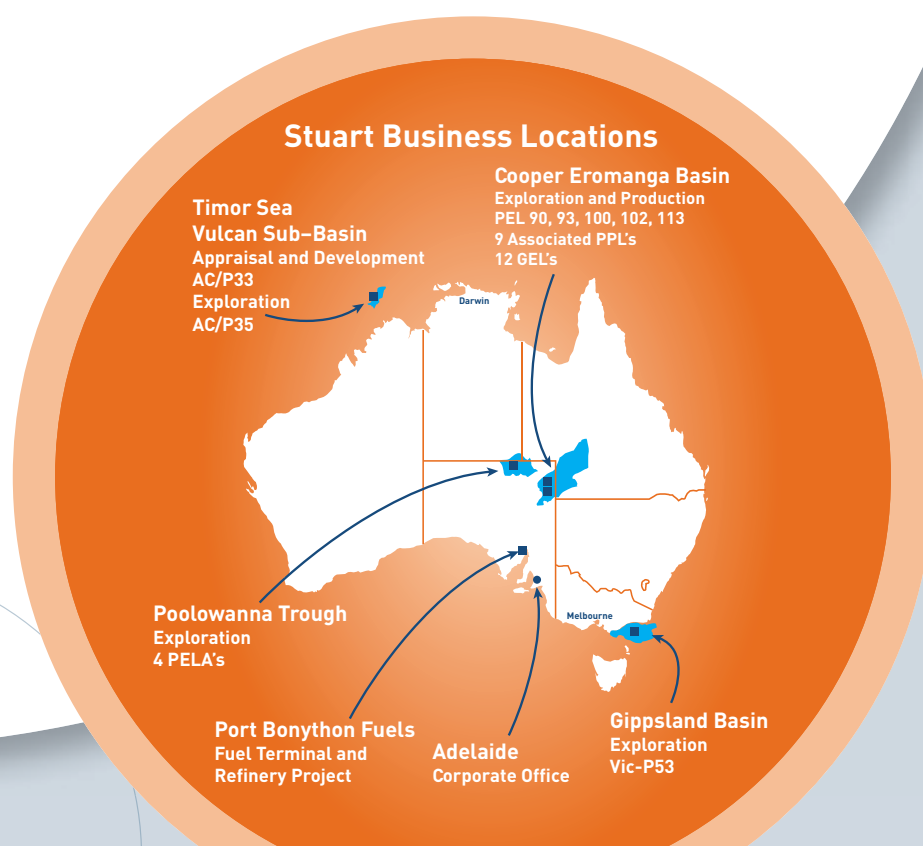 Stuart Business Locations
Timor Sea
Vulcan Sub–Basin
Appraisal and Development
AC/P33
Exploration
AC/P35
Cooper Eromanga Basin
Exploration and Production
PEL 90, 93, 100, 102, 113
9 Associated PPL's
12 GEL's
Darwin
Melbourne
Poolowanna Trough
Exploration
4 PELA's
Port Bonython Fuels
Fuel Terminal and
Refinery Project
Adelaide
Corporate Office
Gippsland Basin
Exploration
Vic-P53